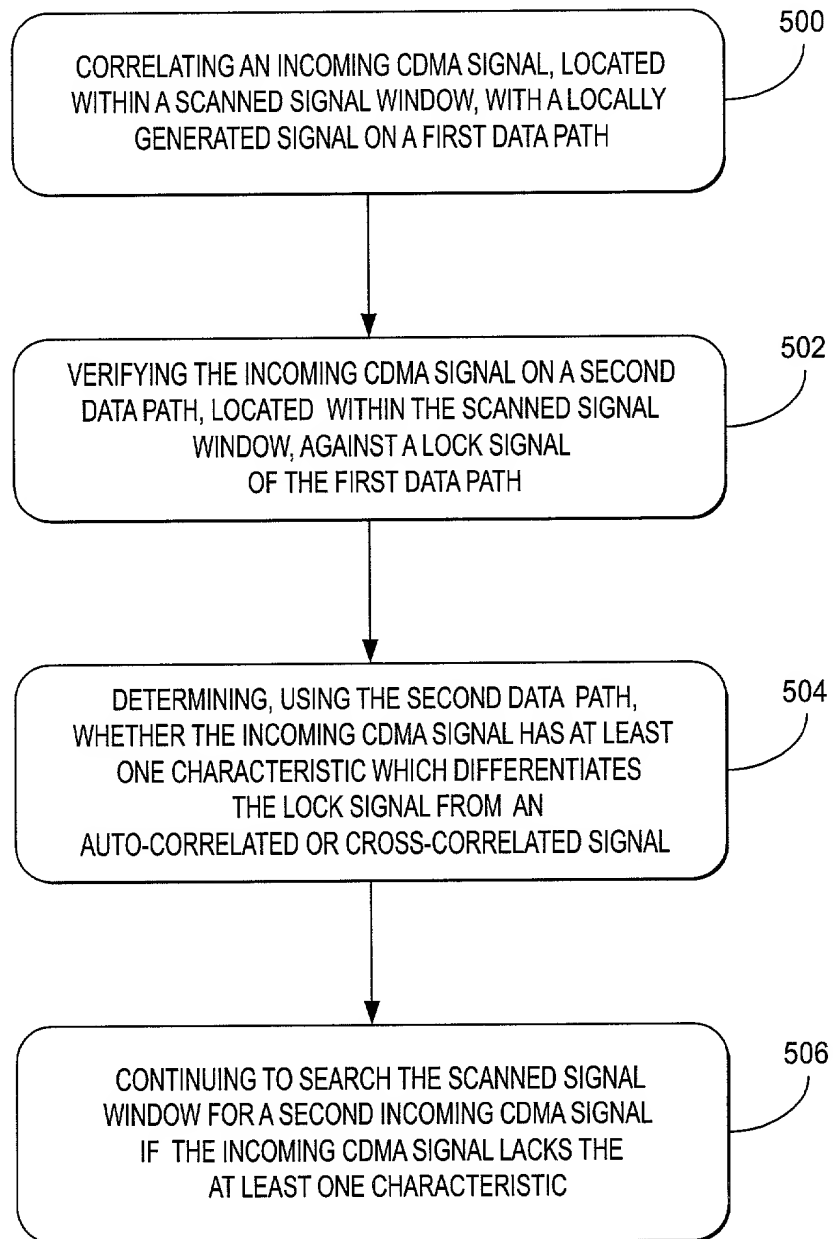 500
CORRELATING AN INCOMING CDMA SIGNAL, LOCATED
WITHIN A SCANNED SIGNAL WINDOW, WITH A LOCALLY
GENERATED SIGNAL ON A FIRST DATA PATH
502
VERIFYING THE INCOMING CDMA SIGNAL ON A SECOND
DATA PATH, LOCATED WITHIN THE SCANNED SIGNAL
WINDOW, AGAINST A LOCK SIGNAL
OF THE FIRST DATA PATH
504
DETERMINING, USING THE SECOND DATA PATH,
WHETHER THE INCOMING CDMA SIGNAL HAS AT LEAST
ONE CHARACTERISTIC WHICH DIFFERENTIATES
THE LOCK SIGNAL FROM AN
AUTO-CORRELATED OR CROSS-CORRELATED SIGNAL
506
CONTINUING TO SEARCH THE SCANNED SIGNAL
WINDOW FOR A SECOND INCOMING CDMA SIGNAL
IF THE INCOMING CDMA SIGNAL LACKS THE
AT LEAST ONE CHARACTERISTIC